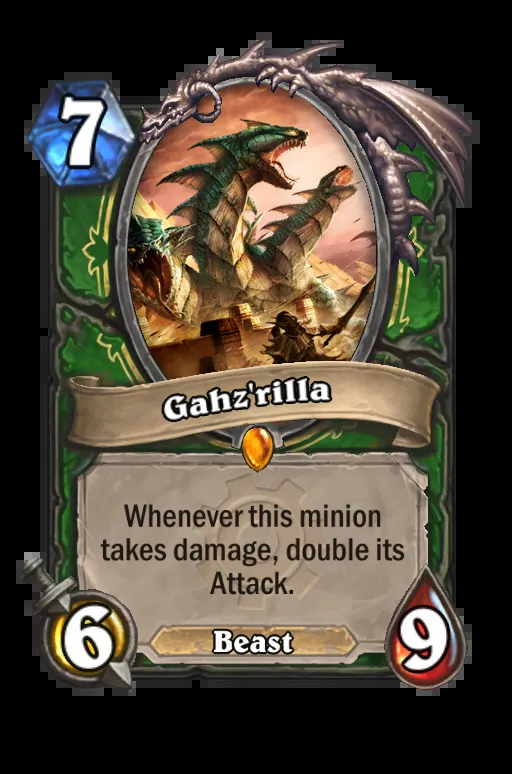 7
Gahz'rilla
Whenever this minion
takes damage, double its
Attack.
6
Beast
9